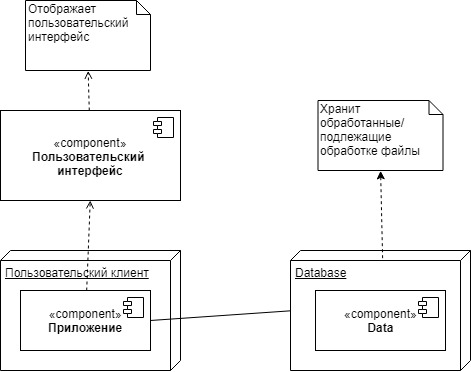 Отображает
пользовательский
интерфейс
«component»
Пользовательский
интерфейс
Хранит
обработанные/
подлежащие
обработке файлы
Пользовательский клиент
«component»
Приложение
Database
«component»
Data